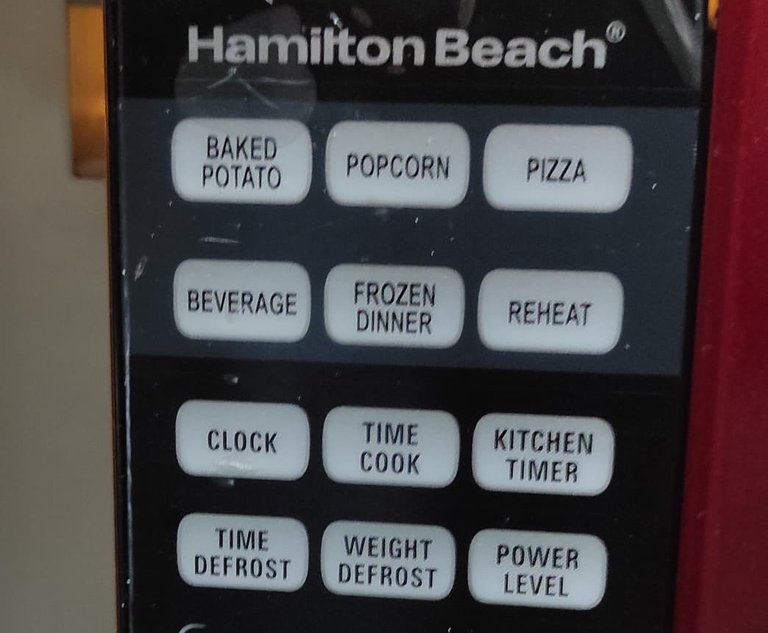 Hamilton Beach®
BAKED
POTATO
POPCORN
PIZZA
BEVERAGE
FROZEN
DINNER
REHEAT
CLOCK
TIME
COOK
KITCHEN
TIMER
TIME
DEFROST
WEIGHT
DEFROST
POWER
LEVEL